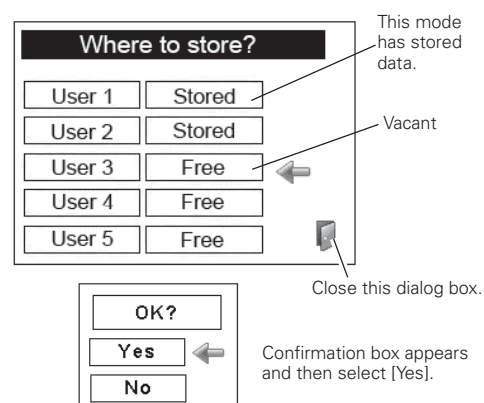 Where to store?
This mode
has stored
data.
User 1 Stored
User 2 Stored
Vacant
User 3 Free
User 4 Free
User 5 Free
Close this dialog box.
OK?
Yes
No
Confirmation box appears
and then select [Yes].